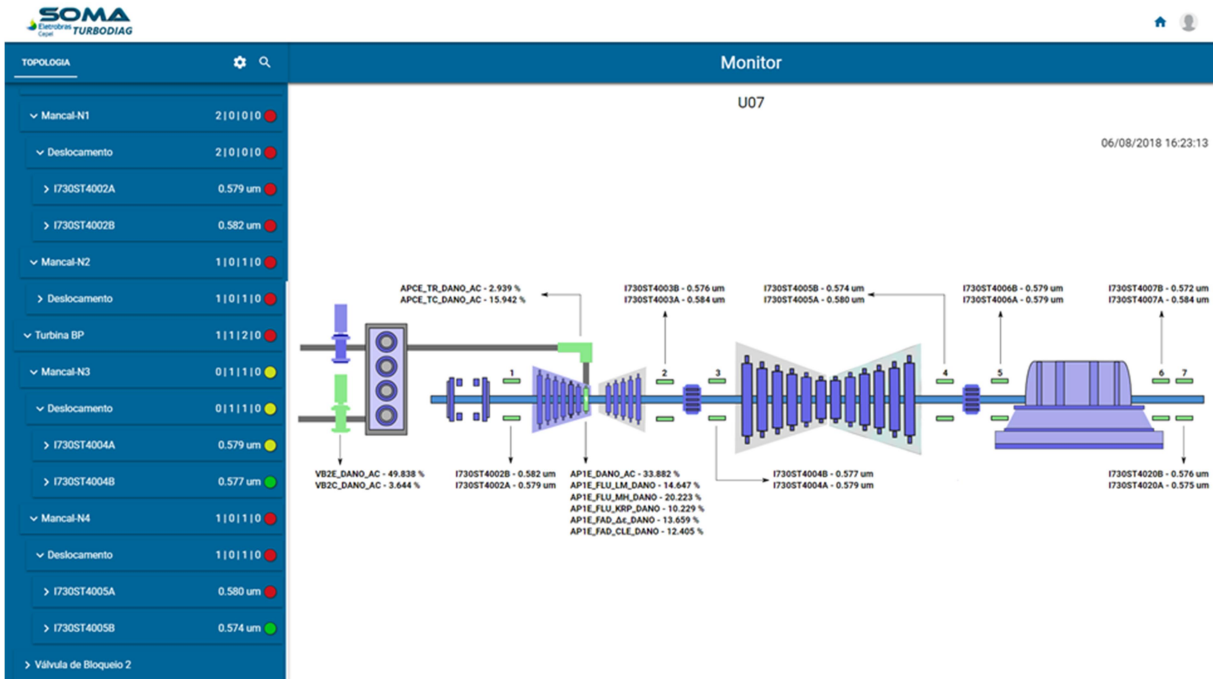 SOMA
Eletrobras
Cepel
TURBODIAG
TOPOLOGIA
Monitor
Mancal-N1 2|0|0|0
Deslocamento 2|0|0|0
I730ST4002A 0.579 um
I730ST4002B 0.582 um
Mancal-N2 1|0|1|0
Deslocamento 1|0|1|0
Turbina BP 1|1|2|0
Mancal-N3 0|1|1|0
Deslocamento 0|1|1|0
I730ST4004A 0.579 um
I730ST4004B 0.577 um
Mancal-N4 1|0|1|0
Deslocamento 1|0|1|0
I730ST4005A 0.580 um
I730ST4005B 0.574 um
Válvula de Bloqueio 2
U07
06/08/2018 16:23:13
APCE_TR_DANO_AC - 2.939 %
APCE_TC_DANO_AC - 15.942 %
I730ST4003B - 0.576 um
I730ST4003A - 0.584 um
I730ST4005B - 0.574 um
I730ST4005A - 0.580 um
I730ST4006B - 0.579 um
I730ST4006A - 0.579 um
I730ST4007B - 0.572 um
I730ST4007A - 0.584 um
1 2 3 4 5 6 7
VB2E_DANO_AC - 49.838 %
VB2C_DANO_AC - 3.644 %
I730ST4002B - 0.582 um
I730ST4002A - 0.579 um
AP1E_DANO_AC - 33.882 %
AP1E_FLU_LM_DANO - 14.647 %
AP1E_FLU_MH_DANO - 20.223 %
AP1E_FLU_KRP_DANO - 10.229 %
AP1E_FAD_Δε_DANO - 13.659 %
AP1E_FAD_CLE_DANO - 12.405 %
I730ST4004B - 0.577 um
I730ST4004A - 0.579 um
I730ST4020B - 0.576 um
I730ST4020A - 0.575 um